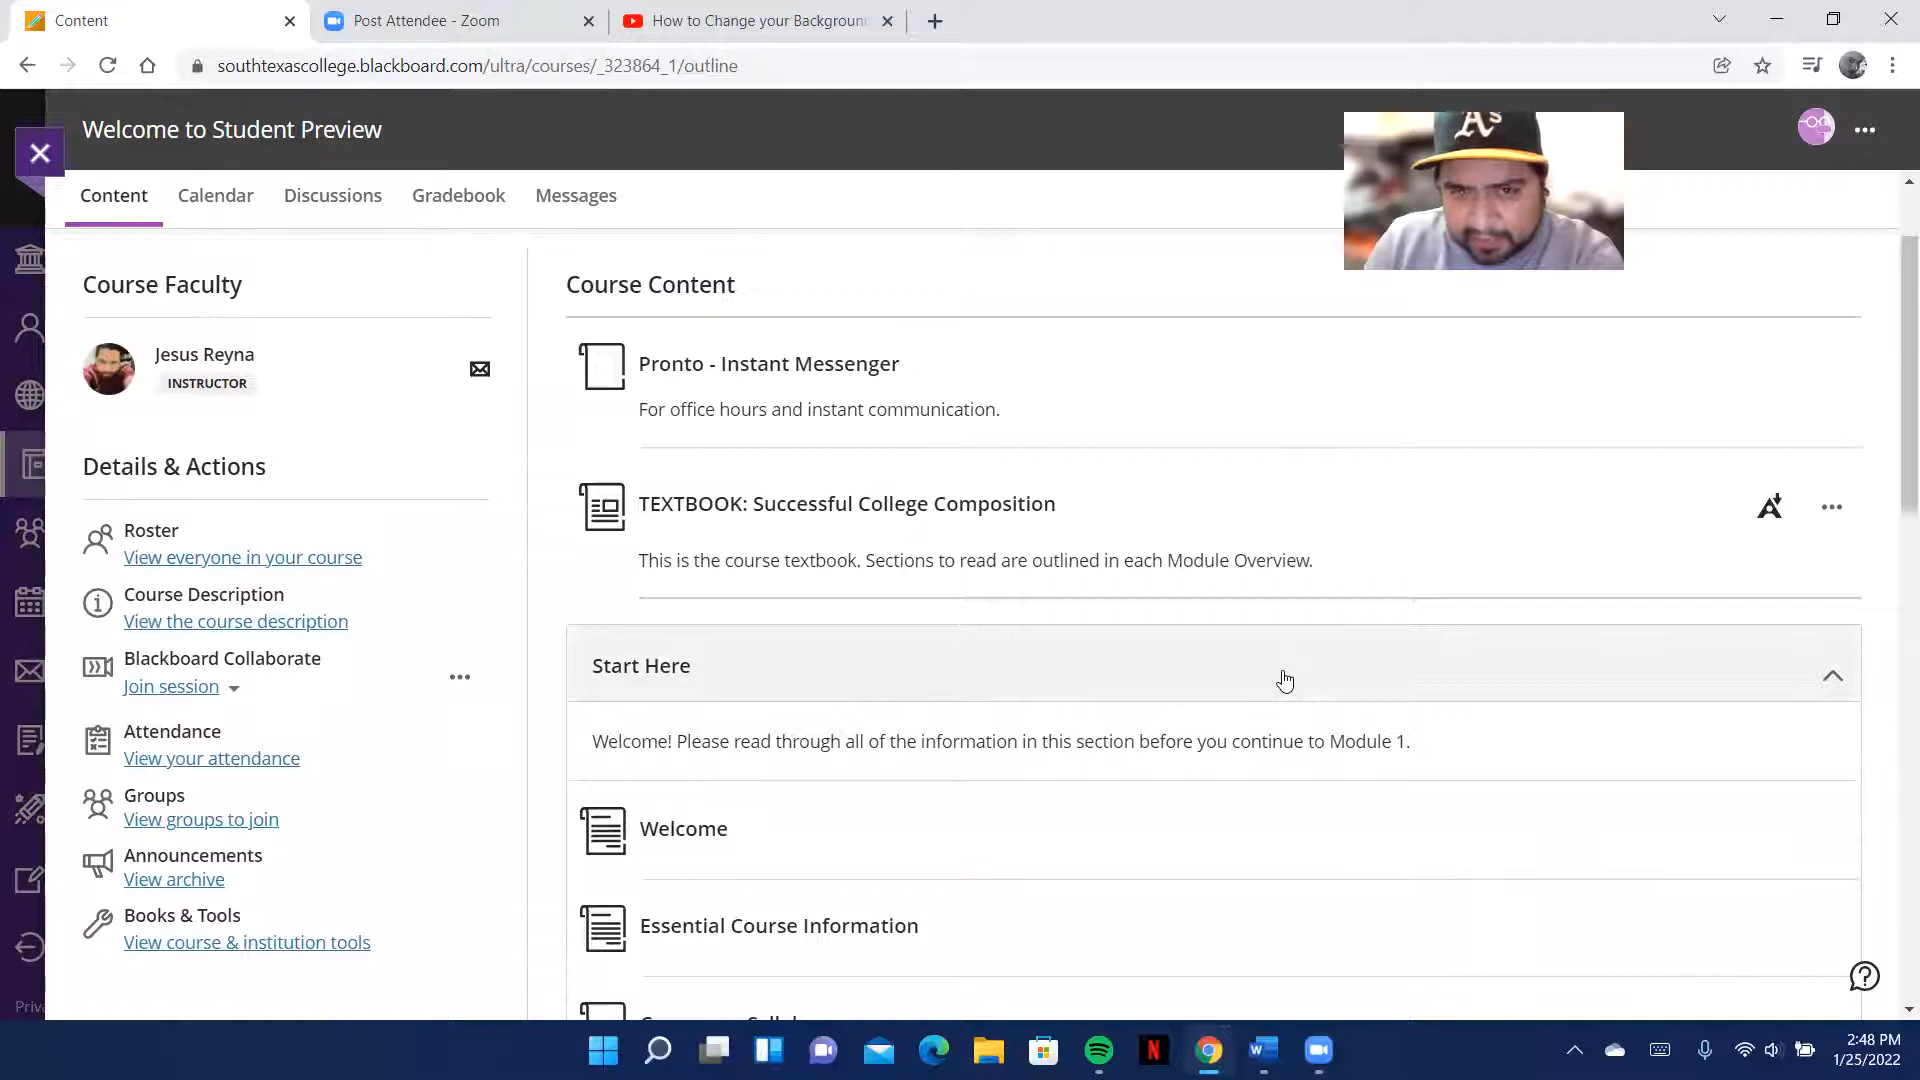 Content
Post Attendee - Zoom
How to Change your Backgroun
southtexascollege.blackboard.com/ultra/courses/_323864_1/outline
Welcome to Student Preview
A's
Content
Calendar
Discussions
Gradebook
Messages
Course Faculty
Jesus Reyna
INSTRUCTOR
Details & Actions
Roster
View everyone in your course
Course Description
View the course description
Blackboard Collaborate
Join session
Attendance
View your attendance
Groups
View groups to join
Announcements
View archive
Books & Tools
View course & institution tools
Priv
Course Content
Pronto - Instant Messenger
For office hours and instant communication.
TEXTBOOK: Successful College Composition
This is the course textbook. Sections to read are outlined in each Module Overview.
Start Here
Welcome! Please read through all of the information in this section before you continue to Module 1.
Welcome
Essential Course Information
2:48 PM
1/25/2022